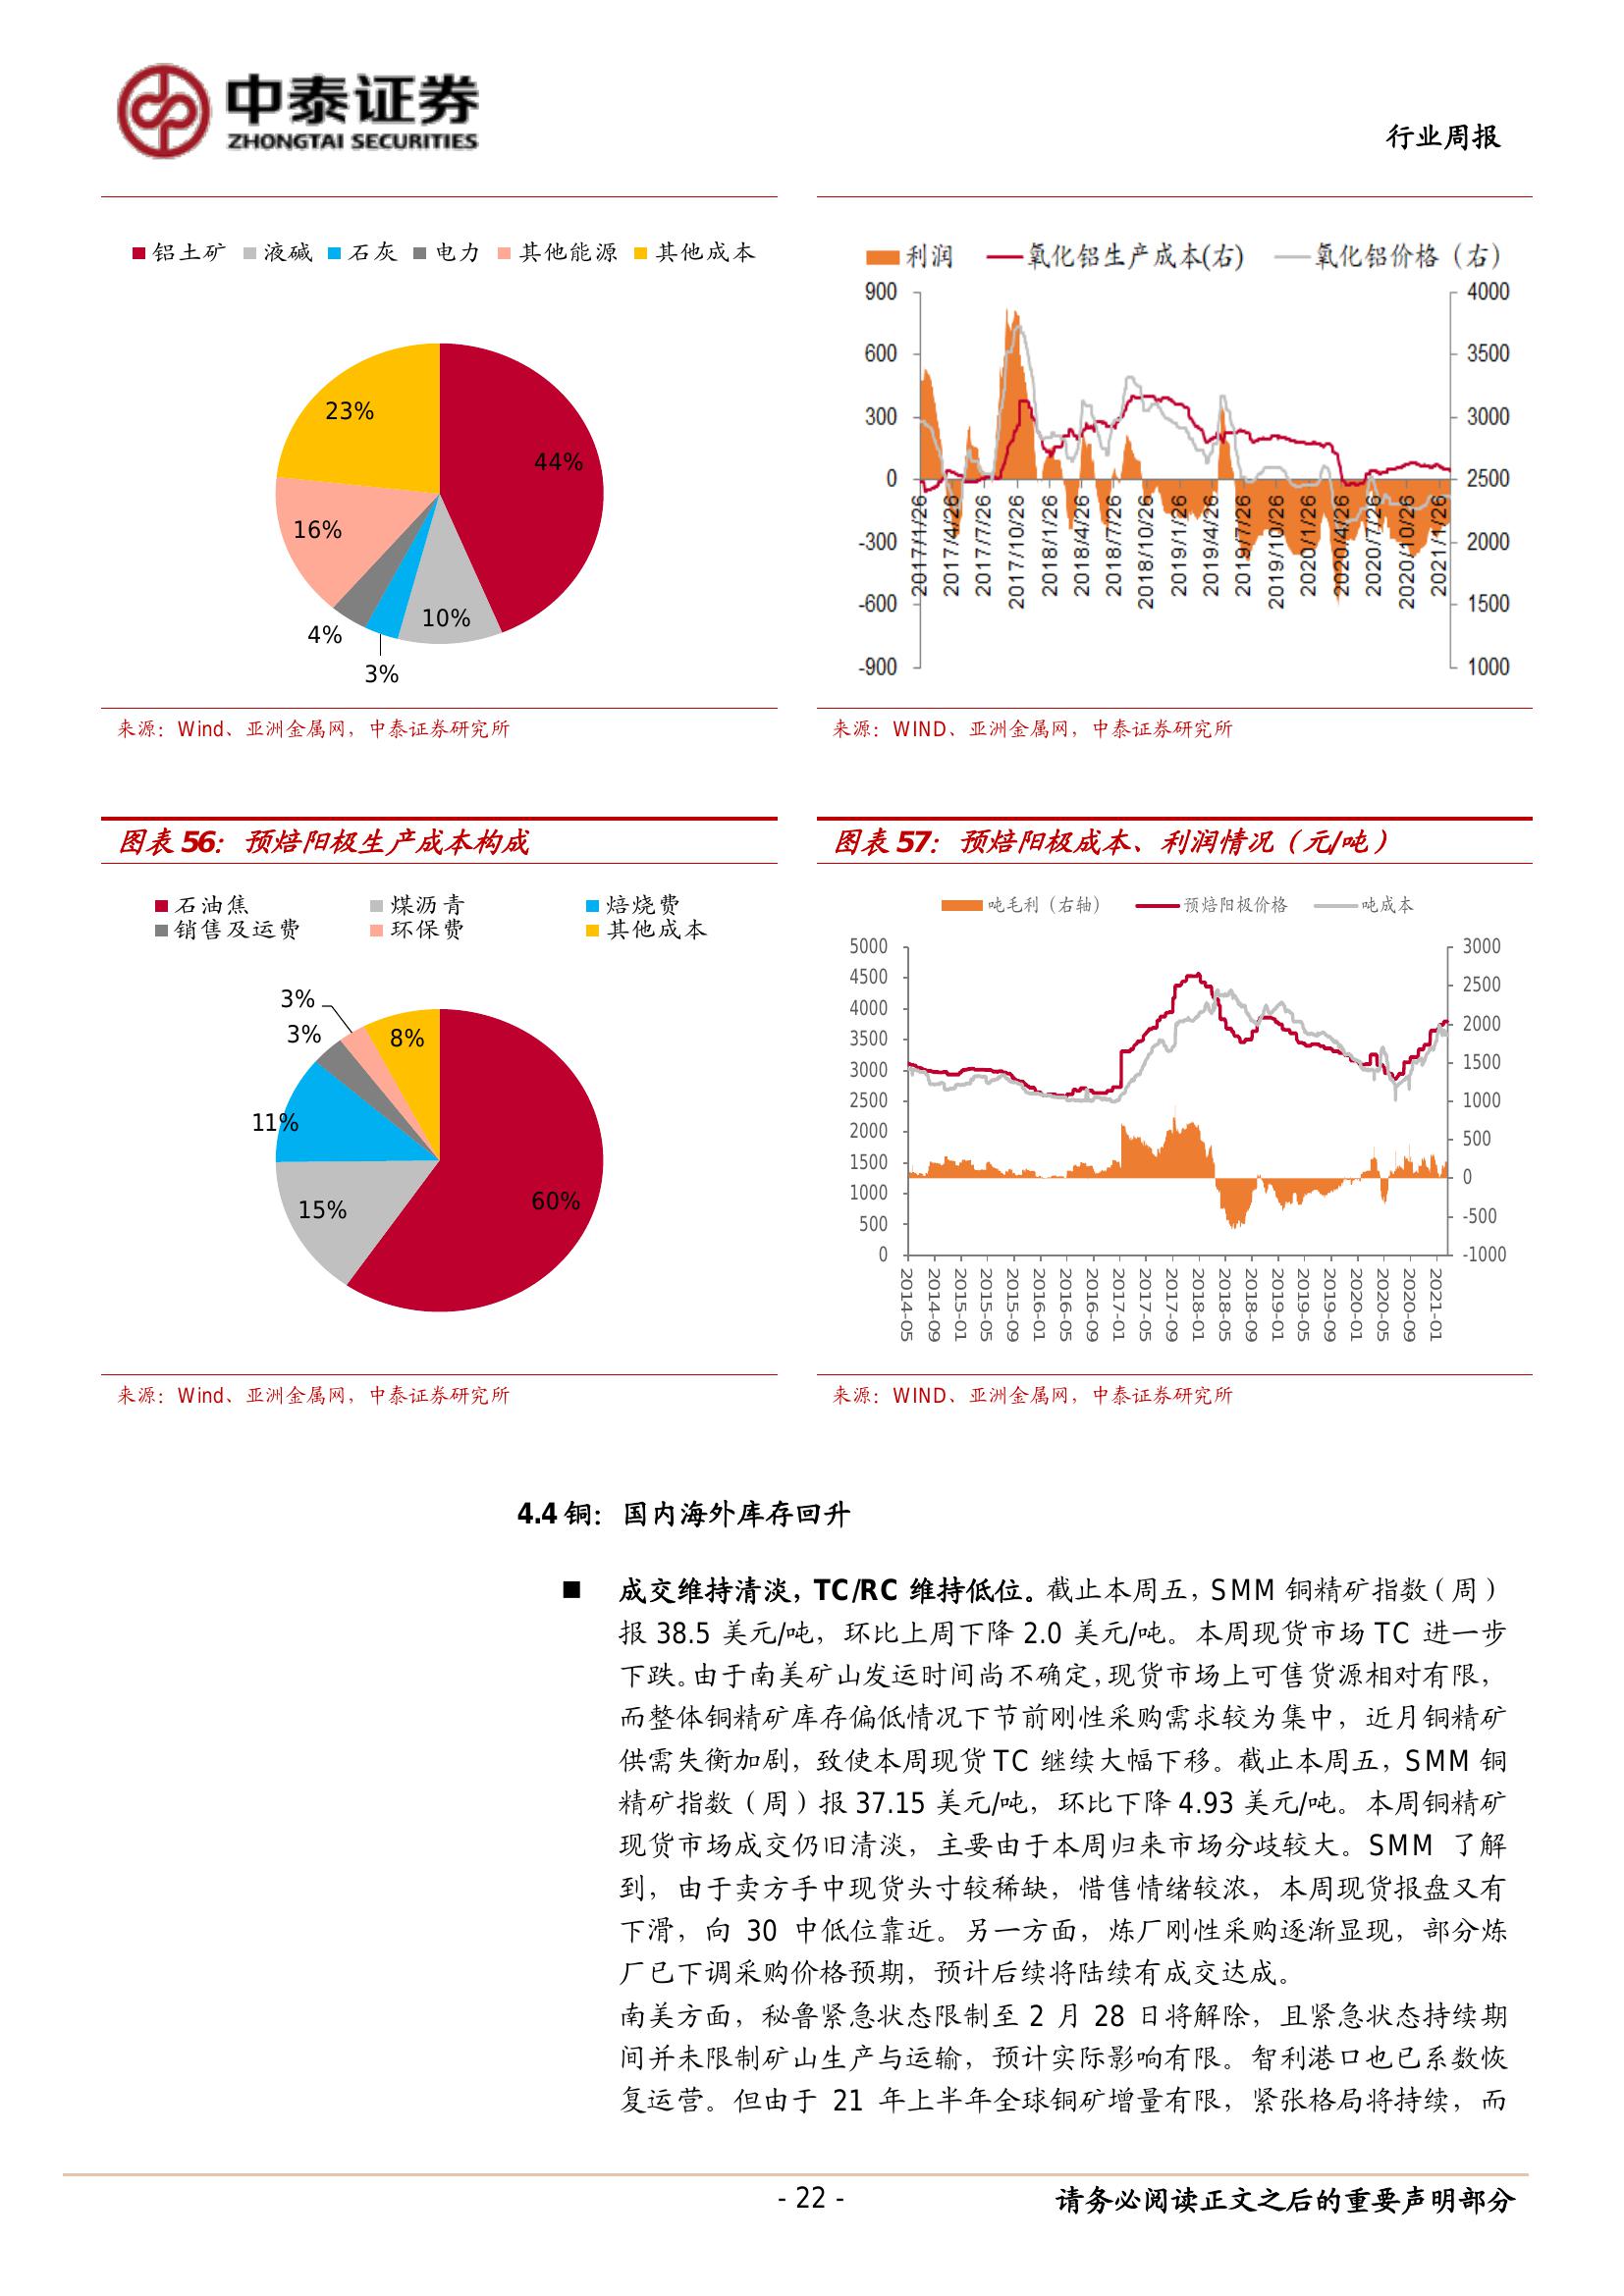 中泰证券
ZHONGTAI SECURITIES
行业周报
铝土矿 液碱 石灰 电力 其他能源 其他成本
23%
44%
16%
10%
4%
3%
来源：Wind、亚洲金属网，中泰证券研究所
利润 氧化铝生产成本(右) 氧化铝价格（右）
900 4000
600 3500
300 3000
0 2500
-300 2000
-600 1500
-900 1000
2017/1/26 2017/4/26 2017/7/26 2017/10/26 2018/1/26 2018/4/26 2018/7/26 2018/10/26 2019/1/26 2019/4/26 2019/7/26 2019/10/26 2020/1/26 2020/4/26 2020/7/26 2020/10/26 2021/1/26
来源：WIND、亚洲金属网，中泰证券研究所
图表 56：预焙阳极生产成本构成
石油焦 煤沥青 焙烧费
销售及运费 环保费 其他成本
3%
3%
8%
11%
15%
60%
来源：Wind、亚洲金属网，中泰证券研究所
图表 57：预焙阳极成本、利润情况（元/吨）
吨毛利（右轴） 预焙阳极价格 吨成本
5000 3000
4500 2500
4000 2000
3500 1500
3000 1000
2500 500
2000 0
1500 -500
1000 -1000
500
0
2014-05 2014-09 2015-01 2015-05 2015-09 2016-01 2016-05 2016-09 2017-01 2017-09 2018-01 2018-05 2018-09 2019-01 2019-05 2019-09 2020-01 2020-05 2020-09 2021-01
来源：WIND、亚洲金属网，中泰证券研究所
4.4 铜：国内海外库存回升
■ 成交维持清淡，TC/RC 维持低位。截止本周五，SMM 铜精矿指数（周）
报 38.5 美元/吨，环比上周下降 2.0 美元/吨。本周现货市场 TC 进一步
下跌。由于南美矿山发运时间尚不确定，现货市场上可售货源相对有限，
而整体铜精矿库存偏低情况下节前刚性采购需求较为集中，近月铜精矿
供需失衡加剧，致使本周现货 TC 继续大幅下移。截止本周五，SMM 铜
精矿指数（周）报 37.15 美元/吨，环比下降 4.93 美元/吨。本周铜精矿
现货市场成交仍旧清淡，主要由于本周归来市场分歧较大。SMM 了解
到，由于卖方手中现货头寸较稀缺，惜售情绪较浓，本周现货报盘又有
下滑，向 30 中低位靠近。另一方面，炼厂刚性采购逐渐显现，部分炼
厂已下调采购价格预期，预计后续将陆续有成交达成。
南美方面，秘鲁紧急状态限制至 2 月 28 日将解除，且紧急状态持续期
间并未限制矿山生产与运输，预计实际影响有限。智利港口也已系数恢
复运营。但由于 21 年上半年全球铜矿增量有限，紧张格局将持续，而
- 22 -
请务必阅读正文之后的重要声明部分